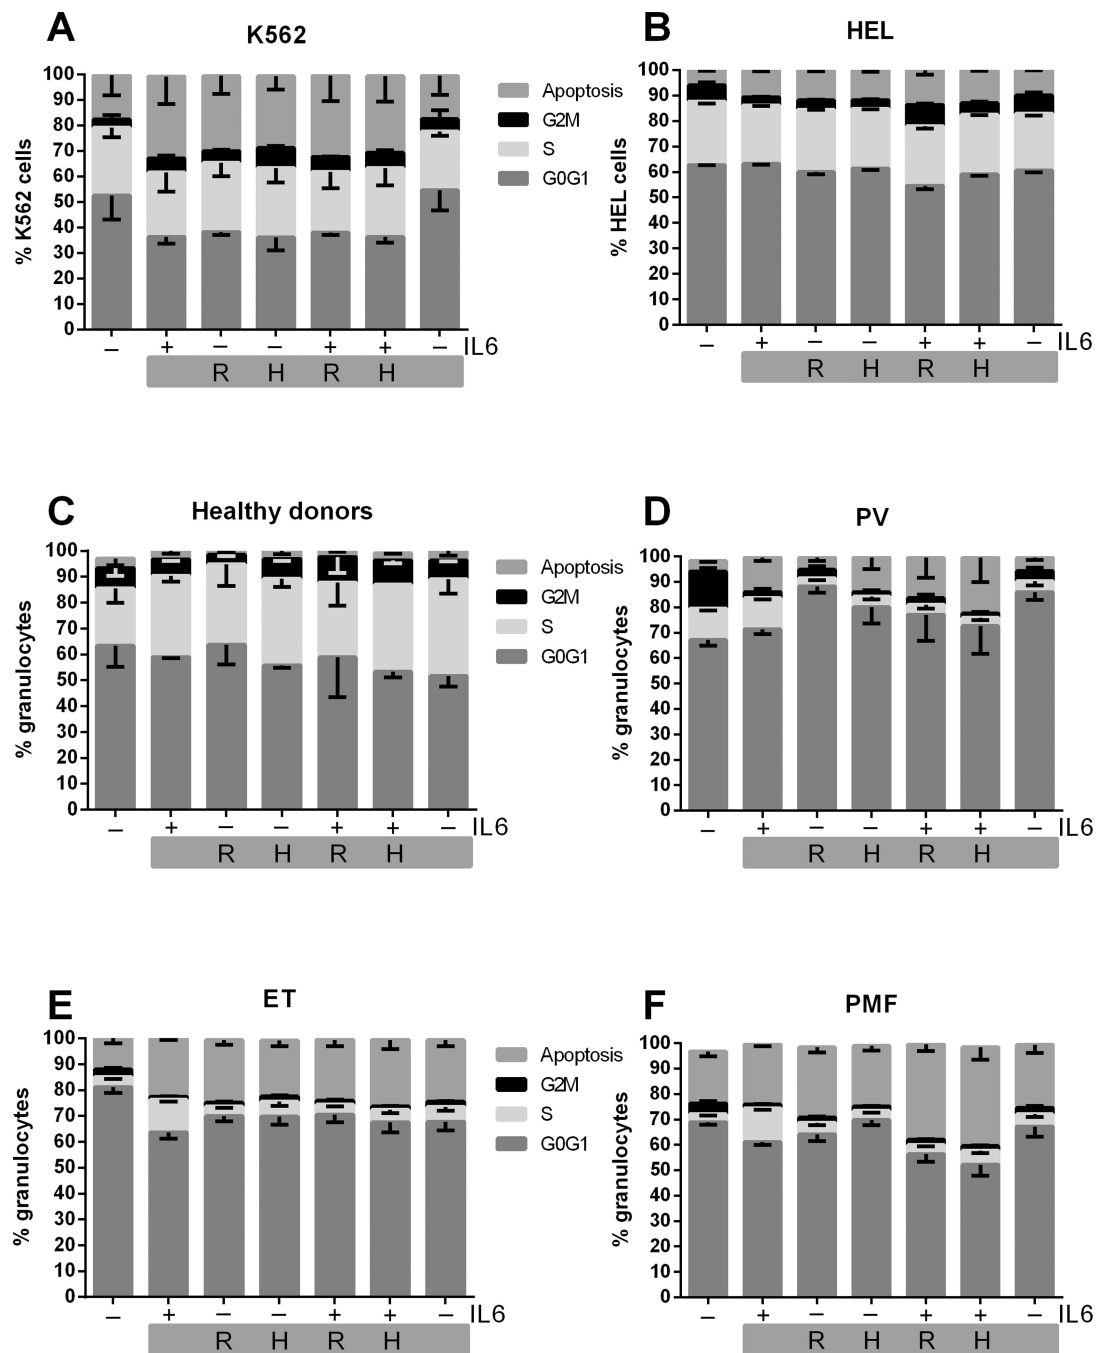 A
K562
% K562 cells
100
90
80
70
60
50
40
30
20
10
0
– + – – + + – IL6
R H R H
Apoptosis
G2M
S
G0G1
B
HEL
% HEL cells
100
90
80
70
60
50
40
30
20
10
0
– + – – + + – IL6
R H R H
C
Healthy donors
% granulocytes
100
90
80
70
60
50
40
30
20
10
0
– + – – + + – IL6
R H R H
Apoptosis
G2M
S
G0G1
D
PV
% granulocytes
100
90
80
70
60
50
40
30
20
10
0
– + – – + + – IL6
R H R H
E
ET
% granulocytes
100
90
80
70
60
50
40
30
20
10
0
– + – – + + – IL6
R H R H
Apoptosis
G2M
S
G0G1
F
PMF
% granulocytes
100
90
80
70
60
50
40
30
20
10
0
– + – – + + – IL6
R H R H